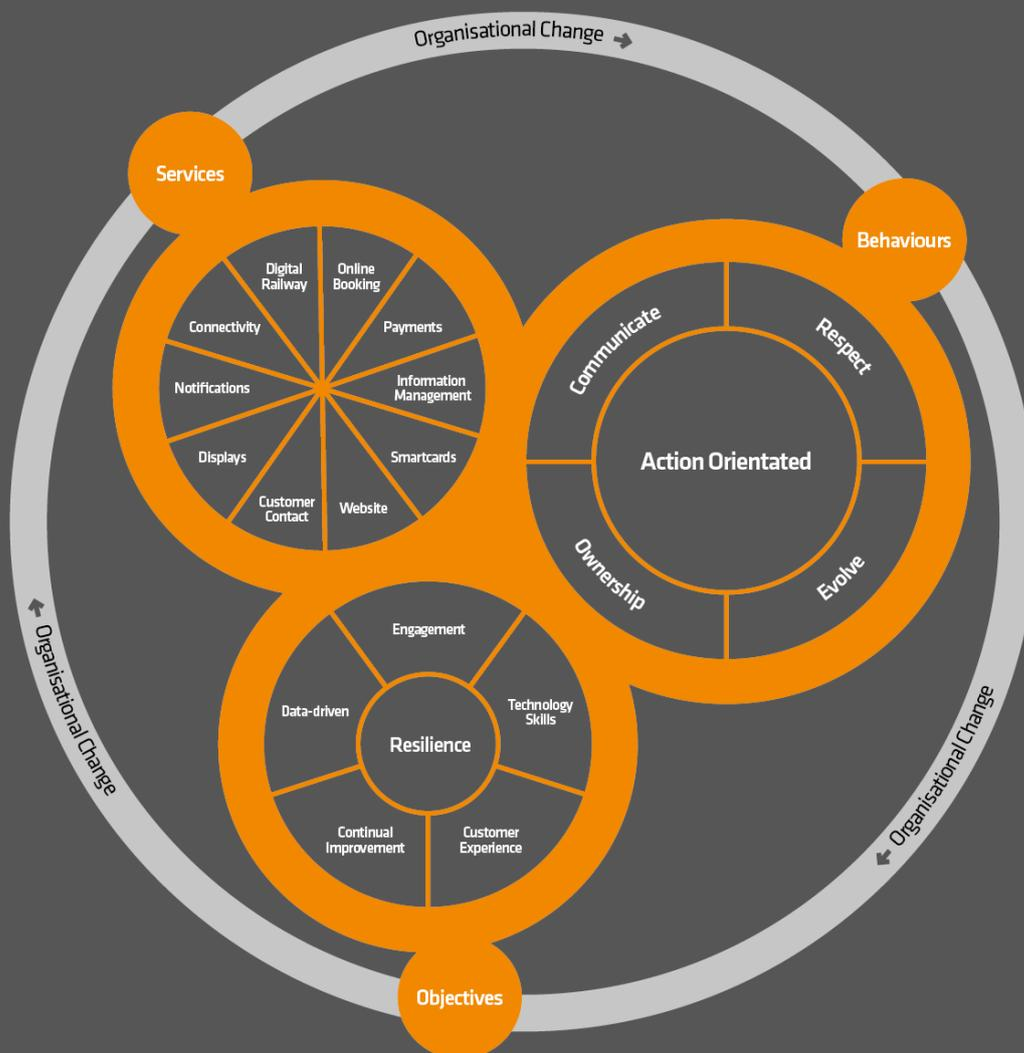 Organisational Change
Services
Behaviours
Digital
Railway
Online
Booking
Connectivity
Payments
Notifications
Information
Management
Displays
Smartcards
Customer
Contact
Website
Communicate
Respect
Action Orientated
Ownership
Evolve
Engagement
Data-driven
Technology
Skills
Resilience
Continual
Improvement
Customer
Experience
Organisational Change
Organisational Change
Objectives